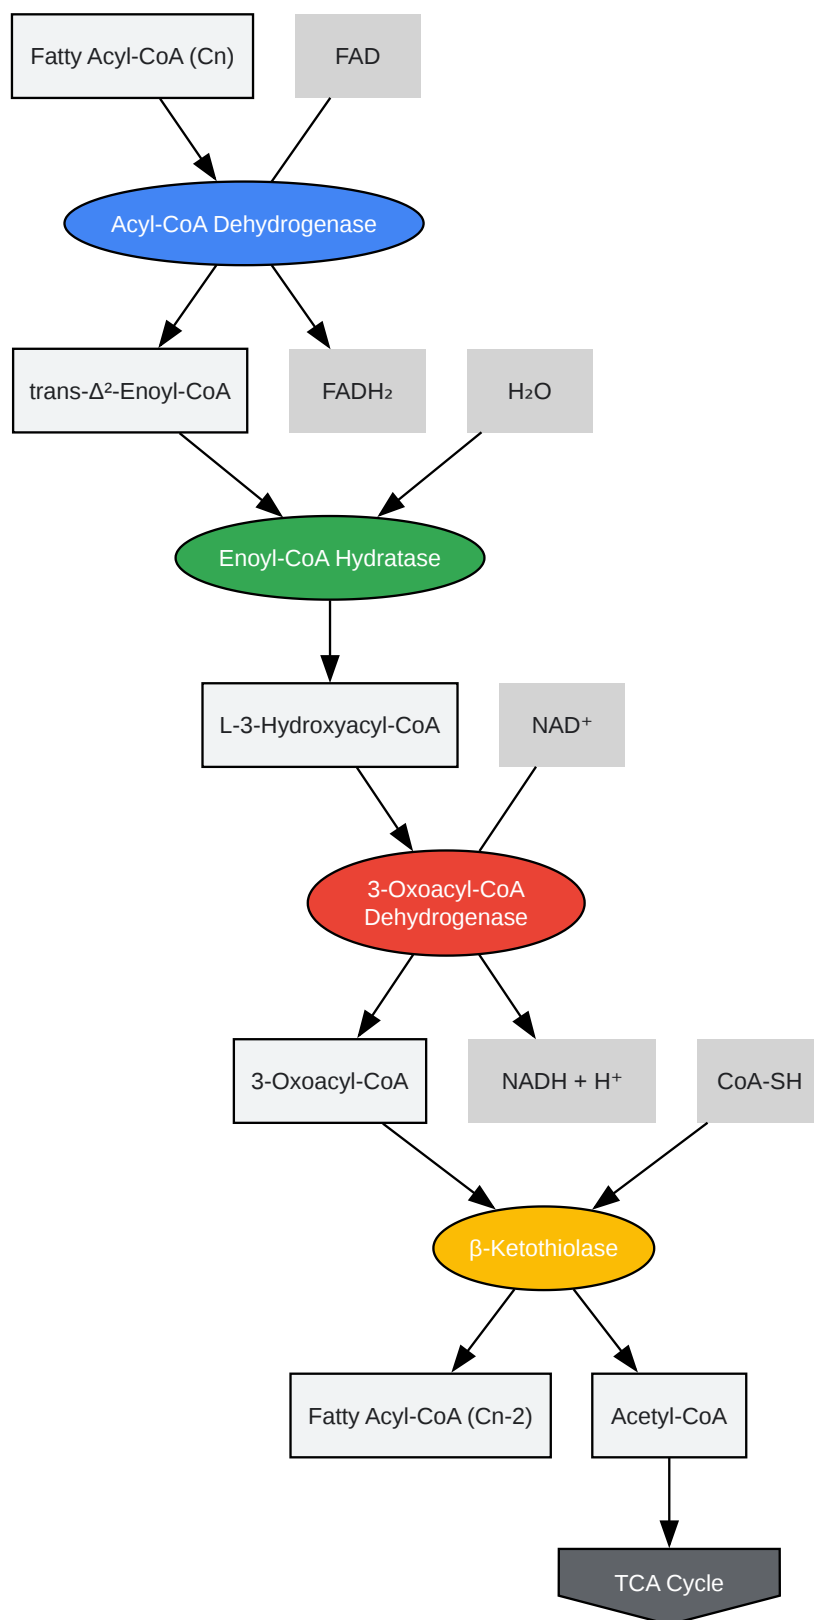 Fatty Acyl-CoA (Cn)
FAD
Acyl-CoA Dehydrogenase
trans-Δ²-Enoyl-CoA
FADH₂
H₂O
Enoyl-CoA Hydratase
L-3-Hydroxyacyl-CoA
NAD⁺
3-Oxoacyl-CoA
Dehydrogenase
3-Oxoacyl-CoA
NADH + H⁺
CoA-SH
β-Ketothiolase
Fatty Acyl-CoA (Cn-2)
Acetyl-CoA
TCA Cycle